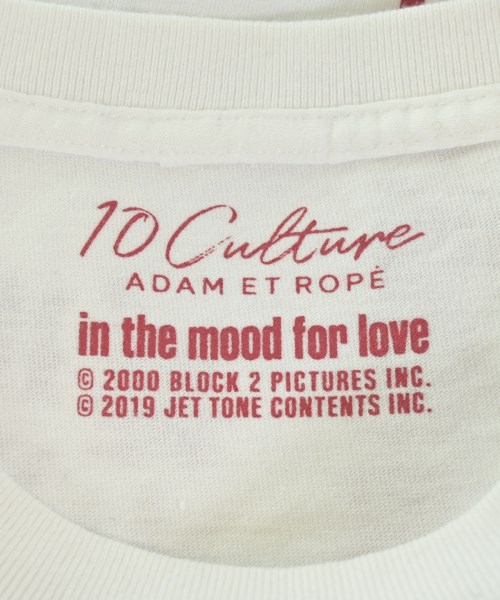 10 Culture
ADAM ET ROPÉ
in the mood for love
© 2000 BLOCK 2 PICTURES INC.
© 2019 JET TONE CONTENTS INC.